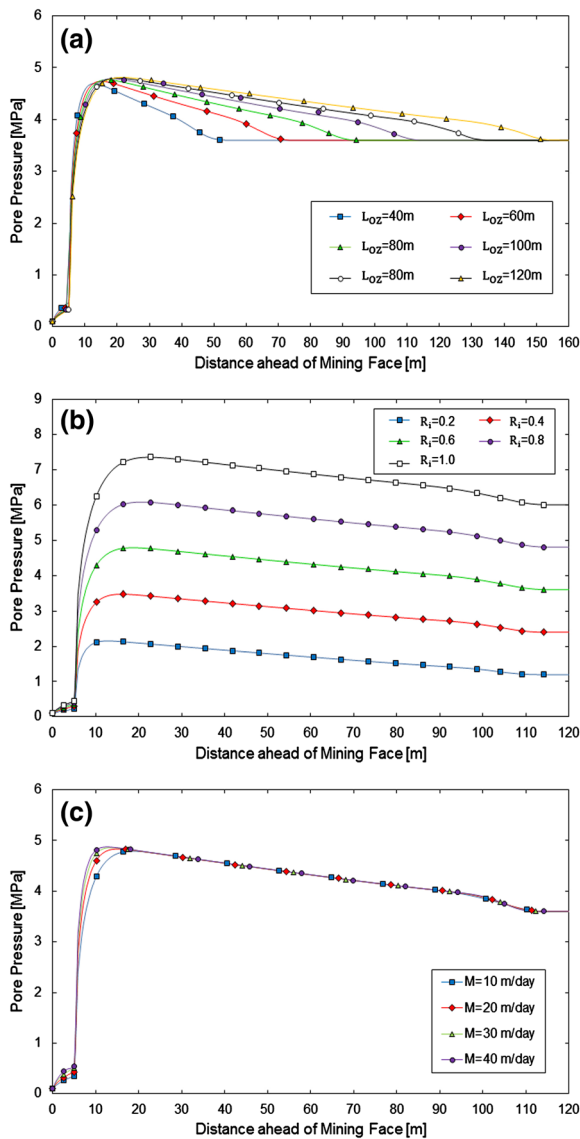 (a)
Pore Pressure [MPa]
6
5
4
3
2
1
0
L_OZ=40m L_OZ=60m
L_OZ=80m L_OZ=100m
L_OZ=80m L_OZ=120m
0 10 20 30 40 50 60 70 80 90 100 110 120 130 140 150 160
Distance ahead of Mining Face [m]
(b)
Pore Pressure [MPa]
9
8
7
6
5
4
3
2
1
0
R_i=0.2 R_i=0.4
R_i=0.6 R_i=0.8
R_i=1.0
0 10 20 30 40 50 60 70 80 90 100 110 120
Distance ahead of Mining Face [m]
(c)
Pore Pressure [MPa]
6
5
4
3
2
1
0
M=10 m/day
M=20 m/day
M=30 m/day
M=40 m/day
0 10 20 30 40 50 60 70 80 90 100 110 120
Distance ahead of Mining Face [m]